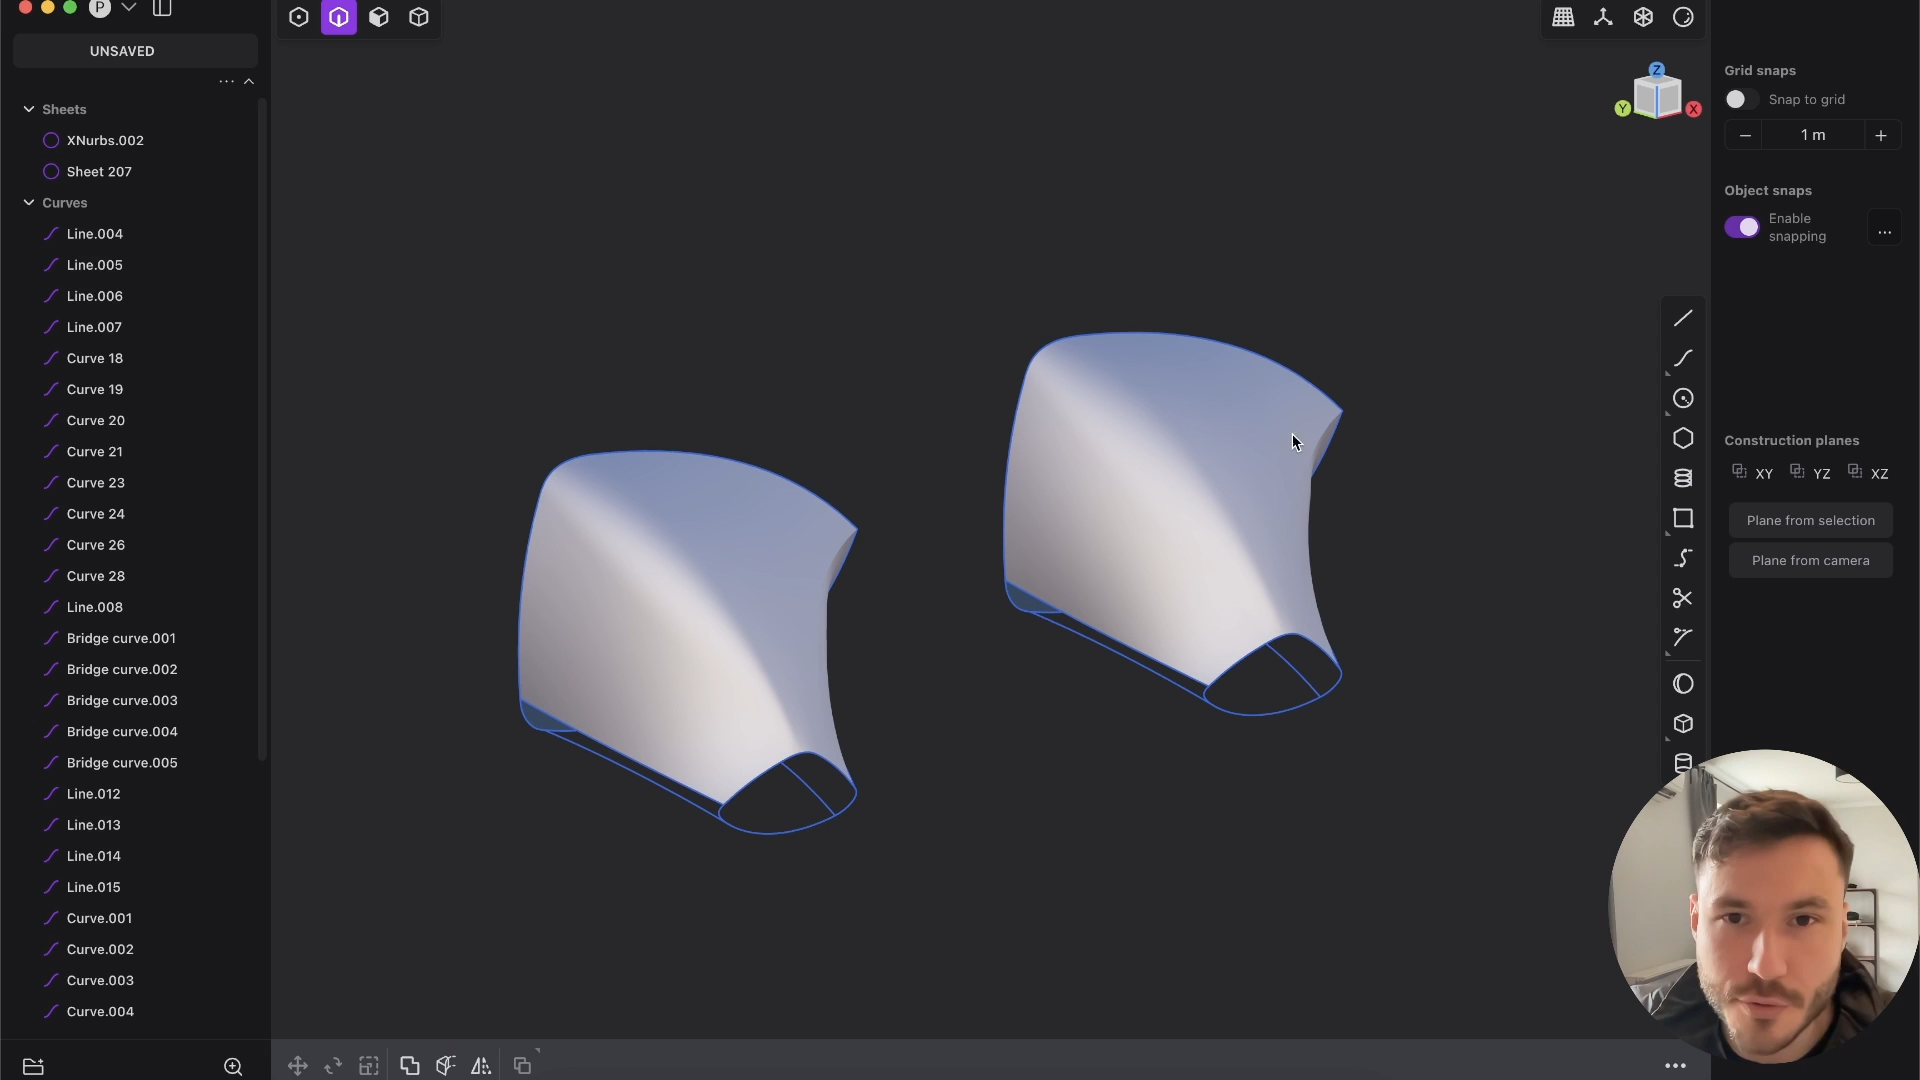 P
UNSAVED
Sheets
XNurbs.002
Sheet 207
Curves
Line.004
Line.005
Line.006
Line.007
Curve 18
Curve 19
Curve 20
Curve 21
Curve 23
Curve 24
Curve 26
Curve 28
Line.008
Bridge curve.001
Bridge curve.002
Bridge curve.003
Bridge curve.004
Bridge curve.005
Line.012
Line.013
Line.014
Line.015
Curve.001
Curve.002
Curve.003
Curve.004
Z
Y
X
Grid snaps
Snap to grid
1 m
Object snaps
Enable
snapping
...
Construction planes
XY YZ XZ
Plane from selection
Plane from camera